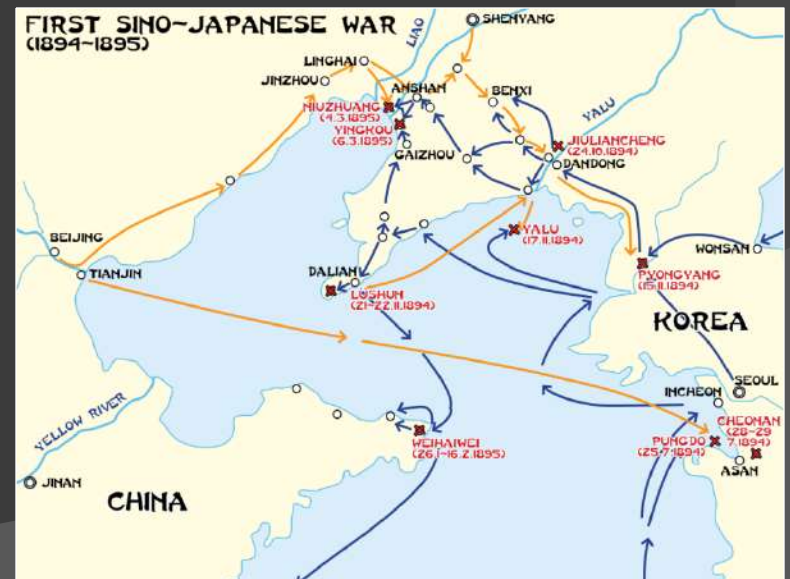 FIRST SINO-JAPANESE WAR
(1894-1895)
SHENYANG
LIAO
LINGHAI
JINZHOU
ANSHAN
BENXI
NIUZHUANG
(4.3.1895)
YALU
YINGKOU
(6.3.1895)
JIULIANCHENG
(24.10.1894)
GAIZHOU
DANDONG
YALU
(17.11.1894)
BEIJING
WONSAN
TIANJIN
DALIAN
PYONGYANG
(15.11.1894)
LUSHUN
(21-22.11.1894)
KOREA
SEOUL
INCHEON
YELLOW RIVER
CHEONAN
(28-29
7.1894)
WEIHAIWEI
(26.1-16.2.1895)
PUNGDO
(25.7.1894)
ASAN
JINAN
CHINA